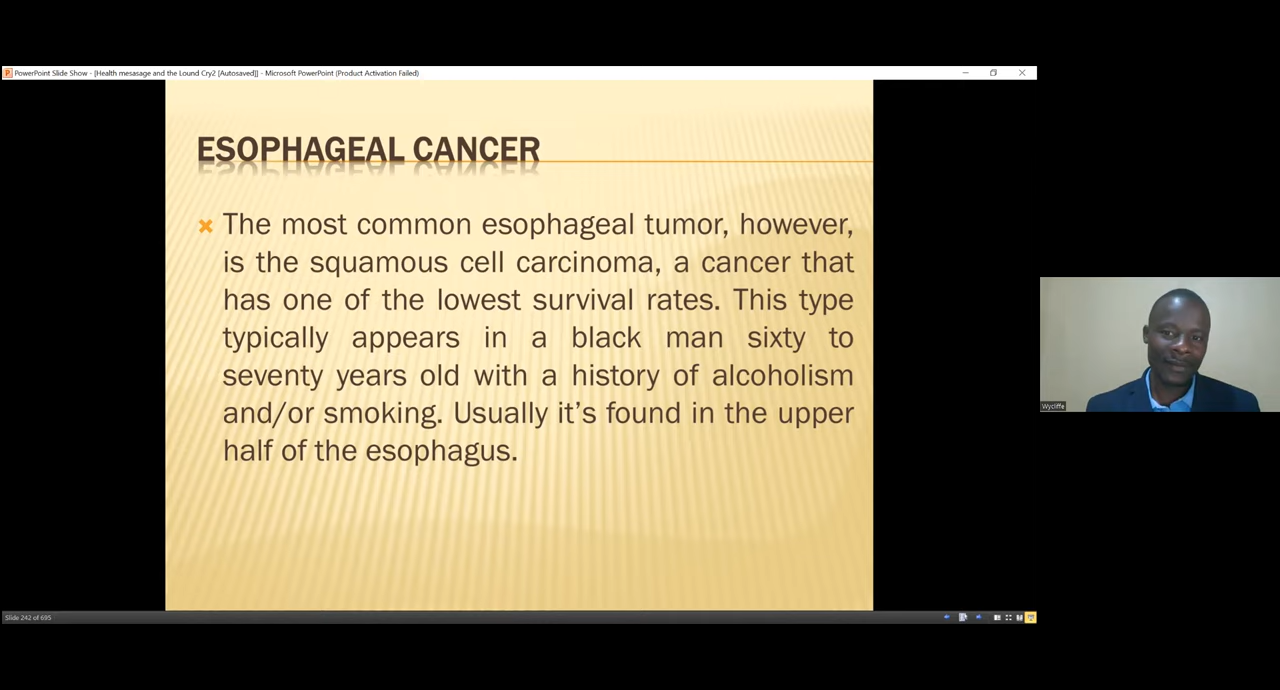 PowerPoint Slide Show - [Health mesasage and the Lound Cry2 [Autosaved]] - Microsoft PowerPoint (Product Activation Failed)
ESOPHAGEAL CANCER
The most common esophageal tumor, however,
is the squamous cell carcinoma, a cancer that
has one of the lowest survival rates. This type
typically appears in a black man sixty to
seventy years old with a history of alcoholism
and/or smoking. Usually it’s found in the upper
half of the esophagus.
Wycliffe
Slide 242 of 695